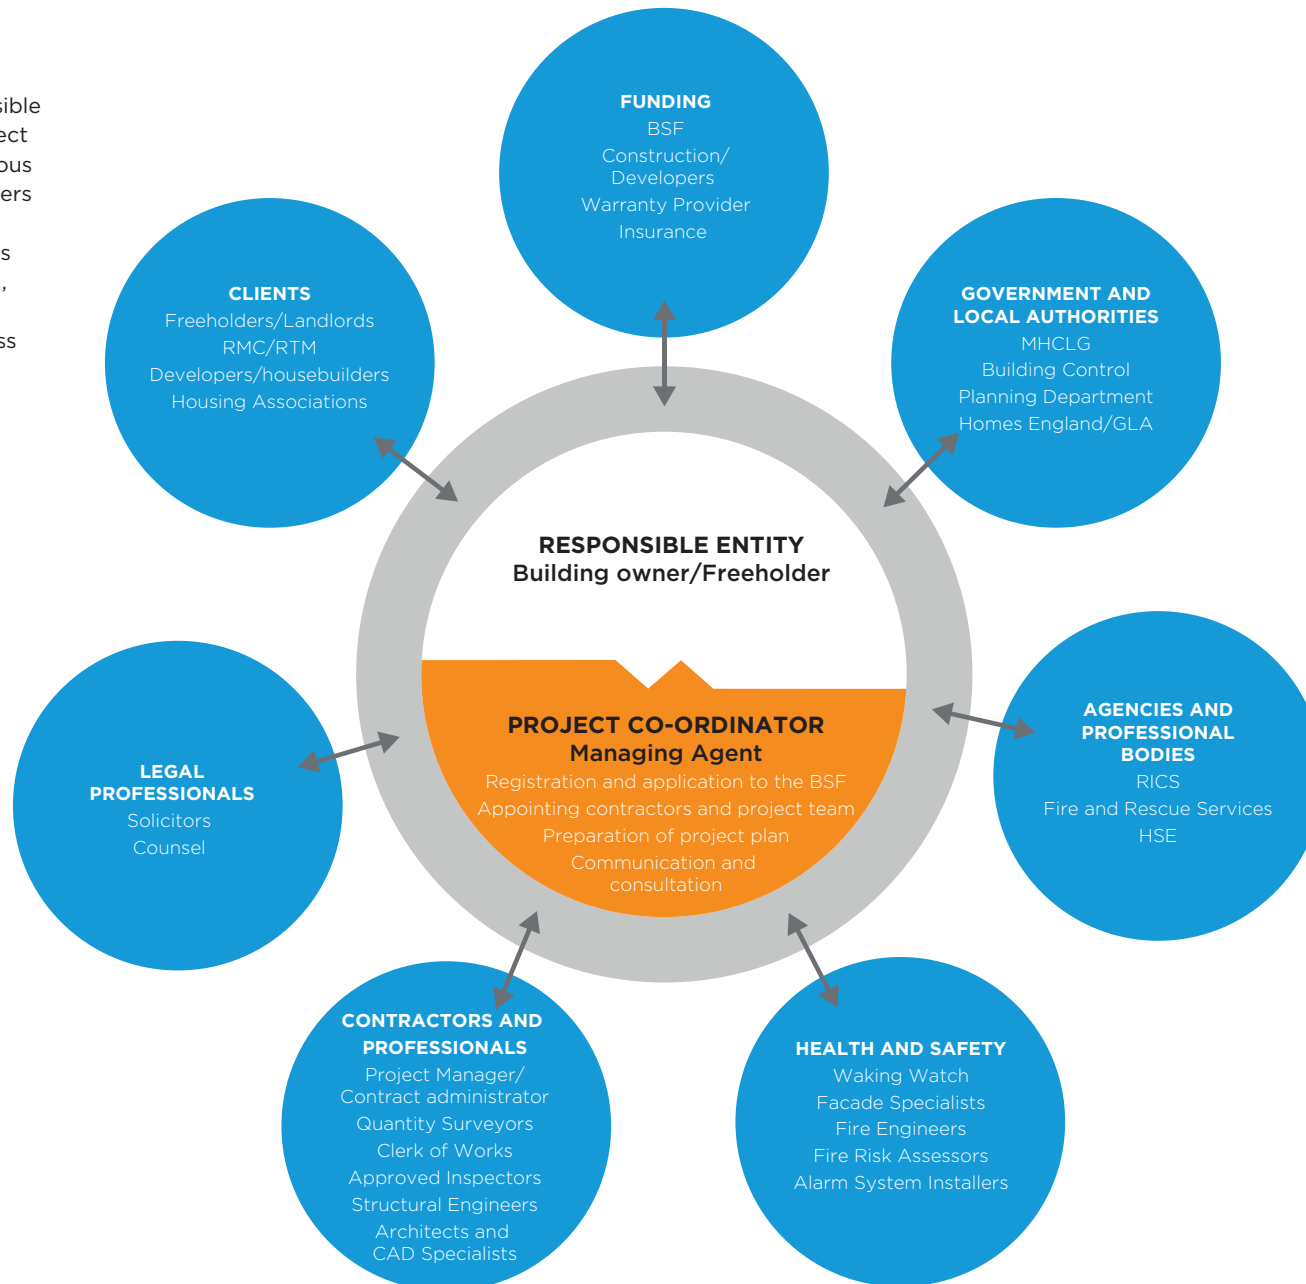 sible
ect
ous
ers
s
,
ss
FUNDING
BSF
Construction/
Developers
Warranty Provider
Insurance
CLIENTS
Freeholders/Landlords
RMC/RTM
Developers/housebuilders
Housing Associations
GOVERNMENT AND
LOCAL AUTHORITIES
MHCLG
Building Control
Planning Department
Homes England/GLA
RESPONSIBLE ENTITY
Building owner/Freeholder
PROJECT CO-ORDINATOR
Managing Agent
Registration and application to the BSF
Appointing contractors and project team
Preparation of project plan
Communication and
consultation
LEGAL
PROFESSIONALS
Solicitors
Counsel
AGENCIES AND
PROFESSIONAL
BODIES
RICS
Fire and Rescue Services
HSE
CONTRACTORS AND
PROFESSIONALS
Project Manager/
Contract administrator
Quantity Surveyors
Clerk of Works
Approved Inspectors
Structural Engineers
Architects and
CAD Specialists
HEALTH AND SAFETY
Waking Watch
Facade Specialists
Fire Engineers
Fire Risk Assessors
Alarm System Installers